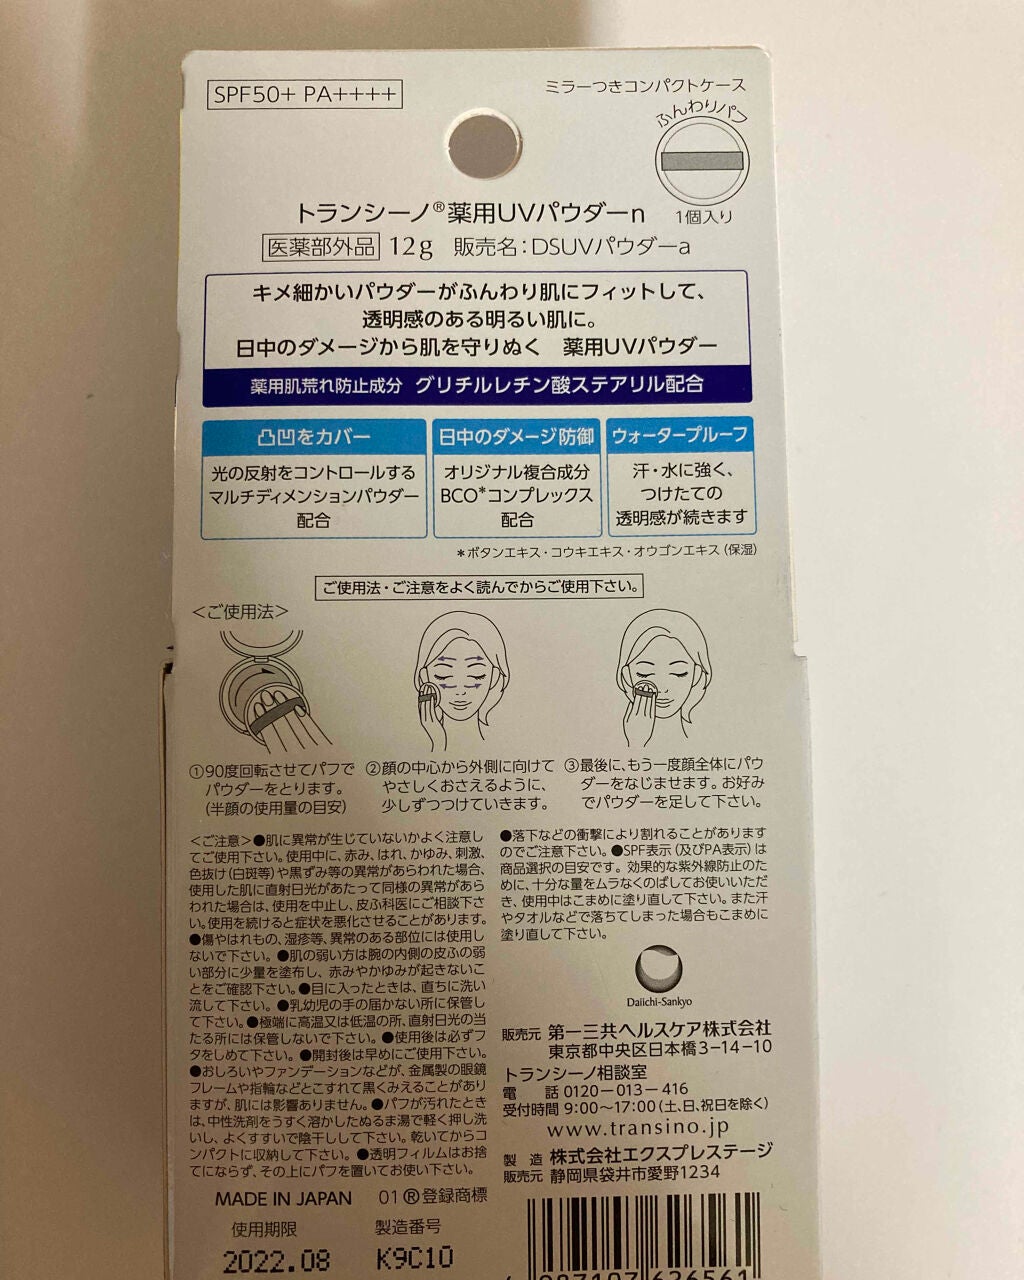 SPF50+ PA++++
ミラーつきコンパクトケース
ふんわりパフ
1個入り
トランシーノ®薬用UVパウダーn
医薬部外品 12g 販売名：DSUVパウダーa
キメ細かいパウダーがふんわり肌にフィットして、
透明感のある明るい肌に。
日中のダメージから肌を守りぬく 薬用UVパウダー
薬用肌荒れ防止成分 グリチルレチン酸ステアリル配合
凸凹をカバー
光の反射をコントロールする
マルチディメンションパウダー
配合
日中のダメージ防御
オリジナル複合成分
BCO*コンプレックス
配合
ウォータープルーフ
汗・水に強く、
つけたての
透明感が続きます
*ボタンエキス・コウキエキス・オウゴンエキス（保湿）
ご使用法・ご注意をよく読んでからご使用下さい。
<ご使用法>
①90度回転させてパフで
パウダーをとります。
（半顔の使用量の目安）
②顔の中心から外側に向けて
やさしくおさえるように、
少しずつつけていきます。
③最後に、もう一度顔全体にパウ
ダーをなじませます。お好み
でパウダーを足して下さい。
<ご注意>●肌に異常が生じていないかよく注意し
てご使用下さい。使用中に、赤み、はれ、かゆみ、刺激、
色抜け（白斑等）や黒ずみ等の異常があらわれた場合、
使用した肌に直射日光があたって同様の異常があら
われた場合は、使用を中止し、皮ふ科医にご相談下さ
い。使用を続けると症状を悪化させることがあります。
●傷やはれもの、湿疹等、異常のある部位には使用し
ないで下さい。●肌の弱い方は腕の内側の皮ふの弱
い部分に少量を塗布し、赤みやかゆみが起きないこ
とをご確認下さい。●目に入ったときは、直ちに洗い
流して下さい。●乳幼児の手の届かない所に保管し
て下さい。●極端に高温又は低温の所、直射日光の当
たる所には保管しないで下さい。●使用後は必ずフ
タをしめて下さい。●開封後は早めにご使用下さい。
●おしろいやファンデーションなどが、金属製の眼鏡
フレームや指輪などとこすれて黒くみえることがあり
ますが、肌には影響ありません。●パフが汚れたとき
は、中性洗剤をうすく溶かしたぬるま湯で軽く押し洗
いし、よくすすいで陰干しして下さい。乾いてからコ
ンパクトに収納して下さい。●透明フィルムはお捨
てにならず、その上にパフを置いてお使い下さい。
●落下などの衝撃により割れることがあります
のでご注意下さい。●SPF表示（及びPA表示）は
商品選択の目安です。効果的な紫外線防止のた
めに、十分な量をムラなくのばしてお使いいただ
き、使用中はこまめに塗り直して下さい。また汗
やタオルなどで落ちてしまった場合もこまめに
塗り直して下さい。
Daiichi-Sankyo
販売元 第一三共ヘルスケア株式会社
東京都中央区日本橋3-14-10
トランシーノ相談室
電 話 0120-013-416
受付時間 9:00〜17:00（土、日、祝日を除く）
www.transino.jp
製 造
販売元 株式会社エクスプレステージ
静岡県袋井市愛野1234
MADE IN JAPAN 01 ®登録商標
使用期限 製造番号
2022.08 K9C10
4 987107 626561